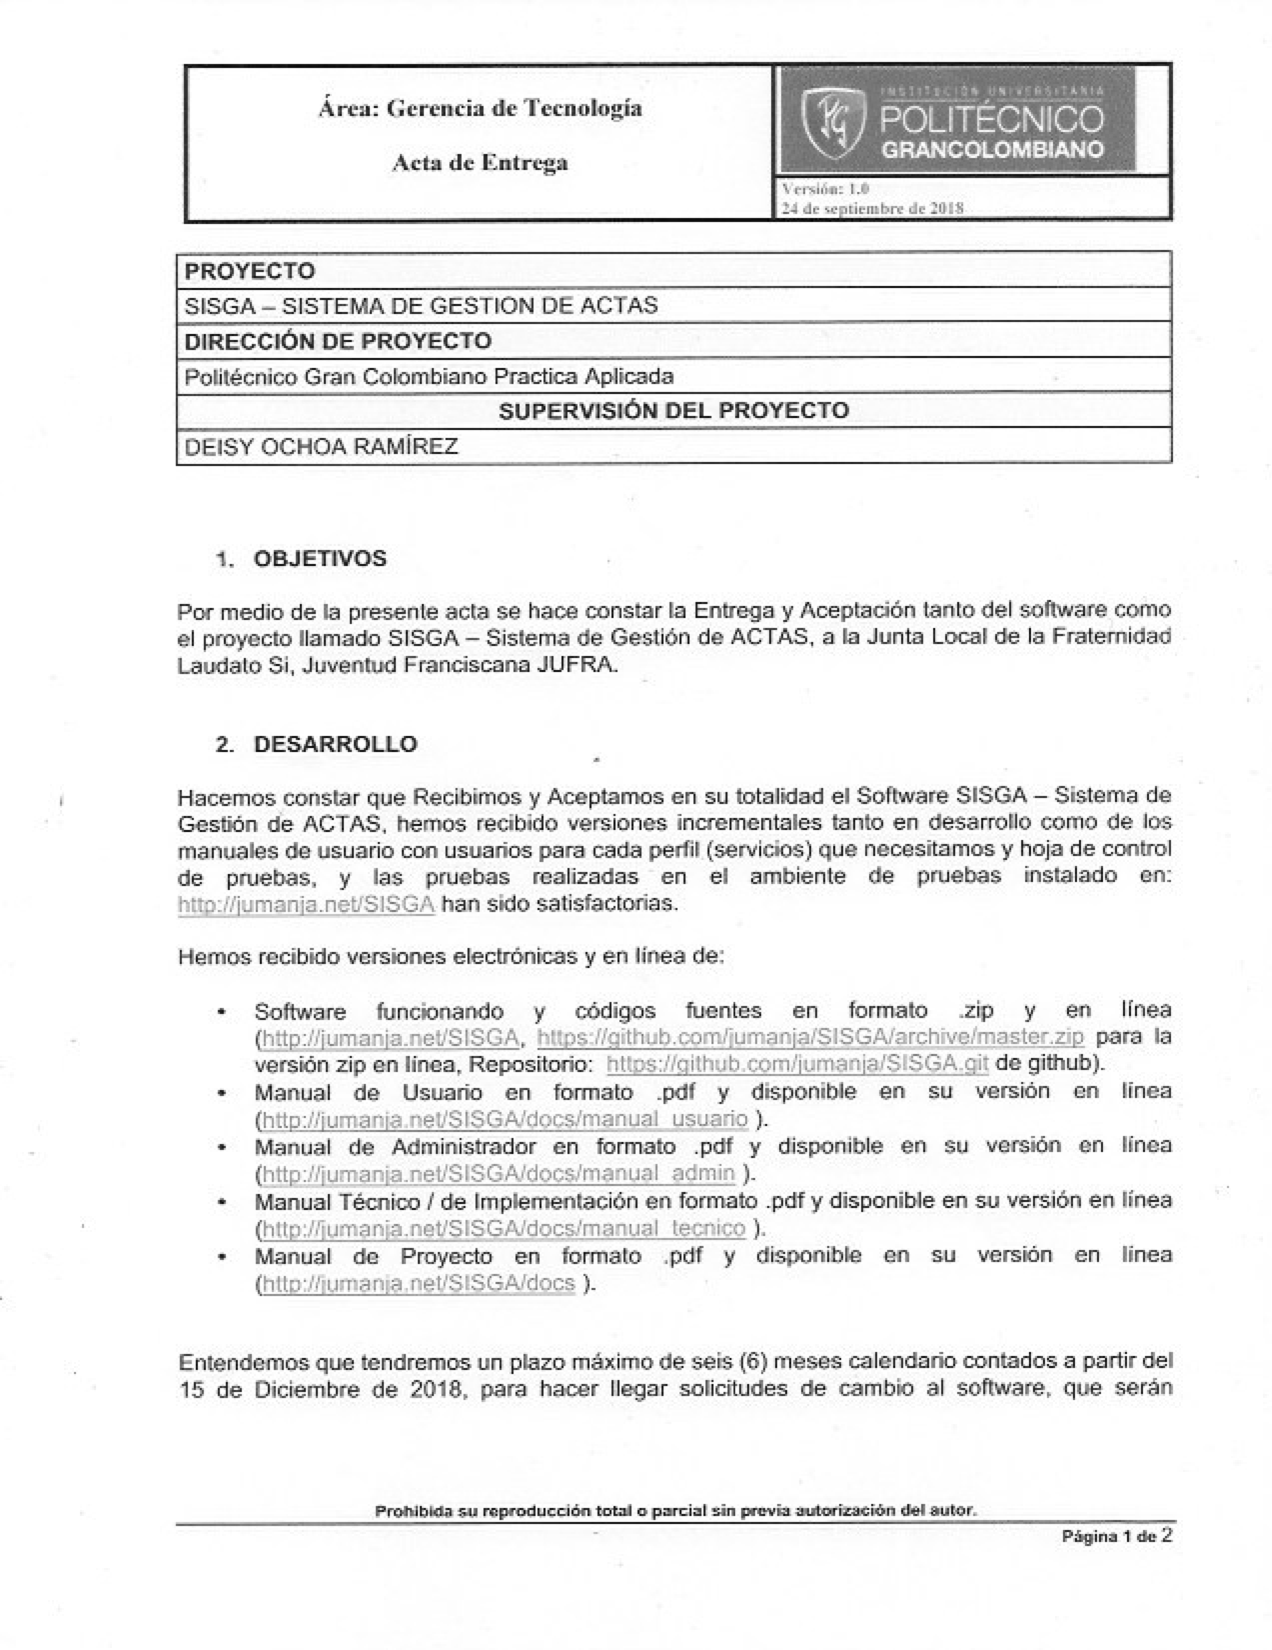 Área: Gerencia de Tecnología
Acta de Entrega
INSTITUCIÓN UNIVERSITARIA
POLITÉCNICO
GRANCOLOMBIANO
Versión: 1.0
24 de septiembre de 2018
PROYECTO
SISGA – SISTEMA DE GESTION DE ACTAS
DIRECCIÓN DE PROYECTO
Politécnico Gran Colombiano Practica Aplicada
SUPERVISIÓN DEL PROYECTO
DEISY OCHOA RAMÍREZ
1. OBJETIVOS
Por medio de la presente acta se hace constar la Entrega y Aceptación tanto del software como
el proyecto llamado SISGA – Sistema de Gestión de ACTAS, a la Junta Local de la Fraternidad
Laudato Si, Juventud Franciscana JUFRA.
2. DESARROLLO
Hacemos constar que Recibimos y Aceptamos en su totalidad el Software SISGA – Sistema de
Gestión de ACTAS, hemos recibido versiones incrementales tanto en desarrollo como de los
manuales de usuario con usuarios para cada perfil (servicios) que necesitamos y hoja de control
de pruebas, y las pruebas realizadas en el ambiente de pruebas instalado en:
http://jumanja.net/SISGA han sido satisfactorias.
Hemos recibido versiones electrónicas y en línea de:
• Software funcionando y códigos fuentes en formato .zip y en línea
(http://jumanja.net/SISGA, https://github.com/jumanja/SISGA/archive/master.zip para la
versión zip en línea, Repositorio: https://github.com/jumanja/SISGA.git de github).
• Manual de Usuario en formato .pdf y disponible en su versión en línea
(http://jumanja.net/SISGA/docs/manual_usuario ).
• Manual de Administrador en formato .pdf y disponible en su versión en línea
(http://jumanja.net/SISGA/docs/manual_admin ).
• Manual Técnico / de Implementación en formato .pdf y disponible en su versión en línea
(http://jumanja.net/SISGA/docs/manual_tecnico ).
• Manual de Proyecto en formato .pdf y disponible en su versión en línea
(http://jumanja.net/SISGA/docs ).
Entendemos que tendremos un plazo máximo de seis (6) meses calendario contados a partir del
15 de Diciembre de 2018, para hacer llegar solicitudes de cambio al software, que serán
Prohibida su reproducción total o parcial sin previa autorización del autor.
Página 1 de 2